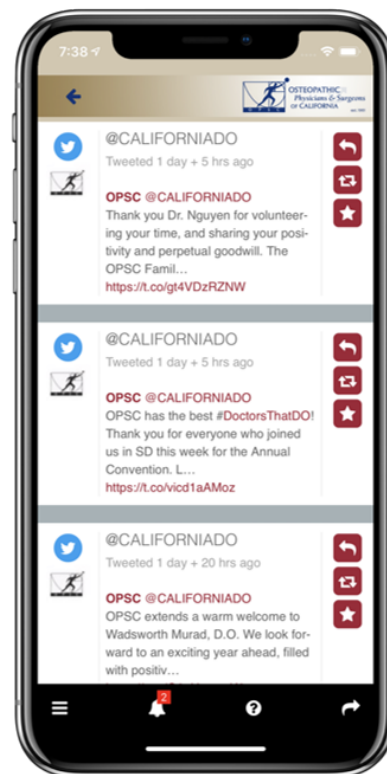 7:38
OSTEOPATHIC
Physicians & Surgeons
OF CALIFORNIA
OPSC
@CALIFORNIADO
Tweeted 1 day + 5 hrs ago
OPSC @CALIFORNIADO
Thank you Dr. Nguyen for volunteer-
ing your time, and sharing your posi-
tivity and perpetual goodwill. The
OPSC Famil...
https://t.co/gt4VDzRZNW
@CALIFORNIADO
Tweeted 1 day + 5 hrs ago
OPSC @CALIFORNIADO
OPSC has the best #DoctorsThatDO!
Thank you for everyone who joined
us in SD this week for the Annual
Convention. L...
https://t.co/vicd1aAMoz
@CALIFORNIADO
Tweeted 1 day + 20 hrs ago
OPSC @CALIFORNIADO
OPSC extends a warm welcome to
Wadsworth Murad, D.O. We look for-
ward to an exciting year ahead, filled
with positiv...
2